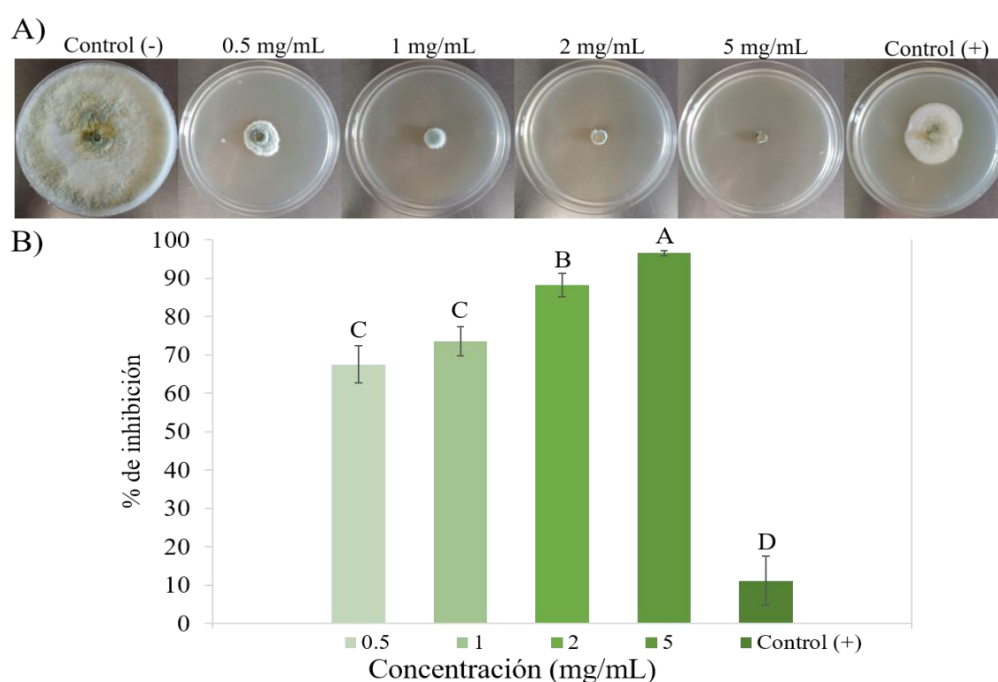 A)
Control (-) 0.5 mg/mL 1 mg/mL 2 mg/mL 5 mg/mL Control (+)
B)
% de inhibición
100
90
80
70
60
50
40
30
20
10
0
C
C
B
A
D
0.5 1 2 5 Control (+)
Concentración (mg/mL)